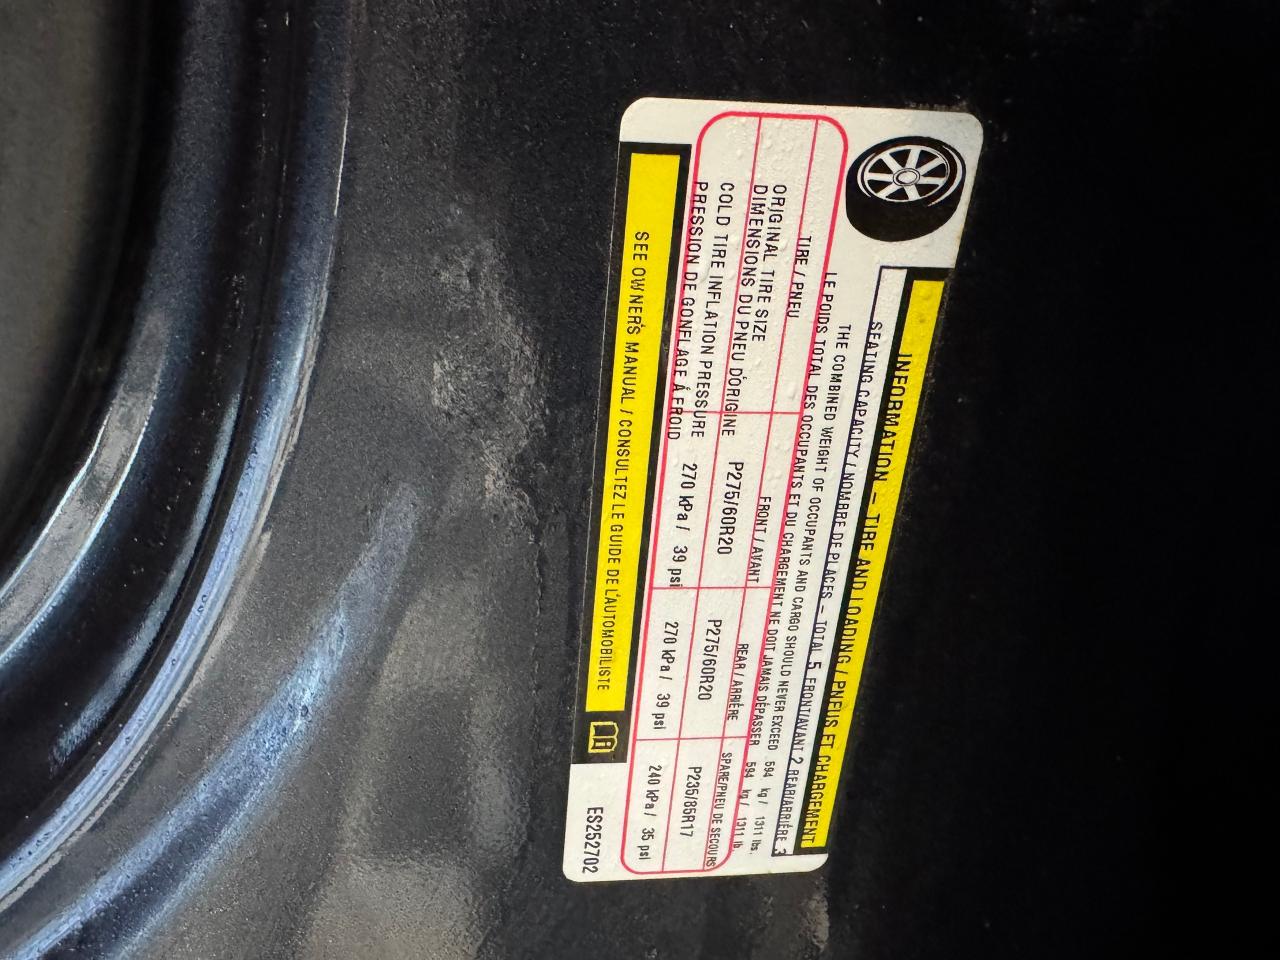 INFORMATION – TIRE AND LOADING / PNEUS ET CHARGEMENT
SEATING CAPACITY / NOMBRE DE PLACES – TOTAL 5 FRONT/AVANT 2 REAR/ARRIÈRE 3
THE COMBINED WEIGHT OF OCCUPANTS AND CARGO SHOULD NEVER EXCEED 594 kg / 1311 lbs.
LE POIDS TOTAL DES OCCUPANTS ET DU CHARGEMENT NE DOIT JAMAIS DÉPASSER 594 kg / 1311 lb.
TIRE / PNEU FRONT / AVANT REAR / ARRIÈRE SPARE/PNEU DE SECOURS
ORIGINAL TIRE SIZE
DIMENSIONS DU PNEU D'ORIGINE P275/60R20 P275/60R20 P235/85R17
COLD TIRE INFLATION PRESSURE
PRESSION DE GONFLAGE À FROID 270 kPa / 39 psi 270 kPa / 39 psi 240 kPa / 35 psi
SEE OWNER'S MANUAL / CONSULTEZ LE GUIDE DE L'AUTOMOBILISTE
ES252702